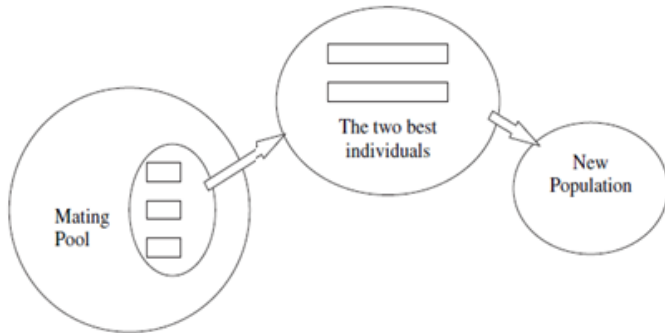 Mating
Pool
The two best
individuals
New
Population